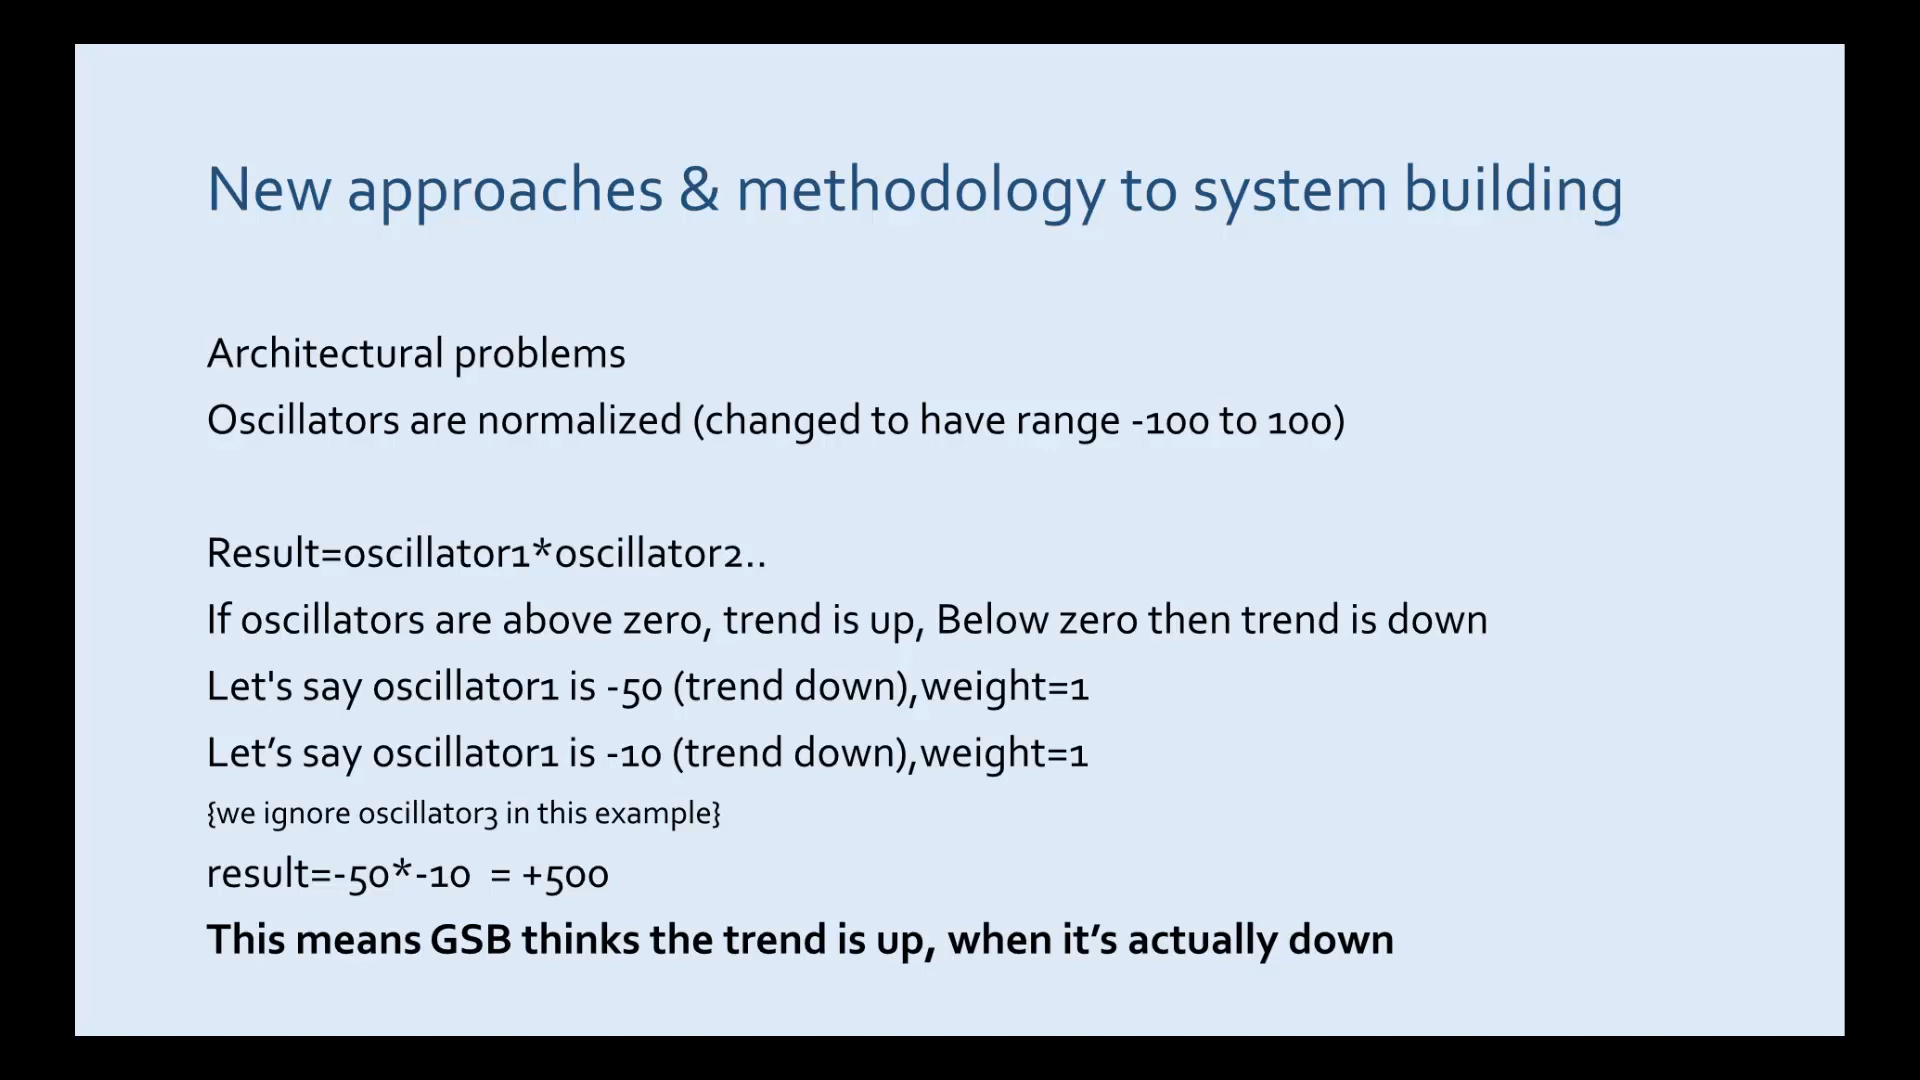 New approaches & methodology to system building
Architectural problems
Oscillators are normalized (changed to have range -100 to 100)
Result=oscillator1*oscillator2..
If oscillators are above zero, trend is up, Below zero then trend is down
Let's say oscillator1 is -50 (trend down),weight=1
Let’s say oscillator1 is -10 (trend down),weight=1
{we ignore oscillator3 in this example}
result=-50*-10  = +500
This means GSB thinks the trend is up, when it’s actually down